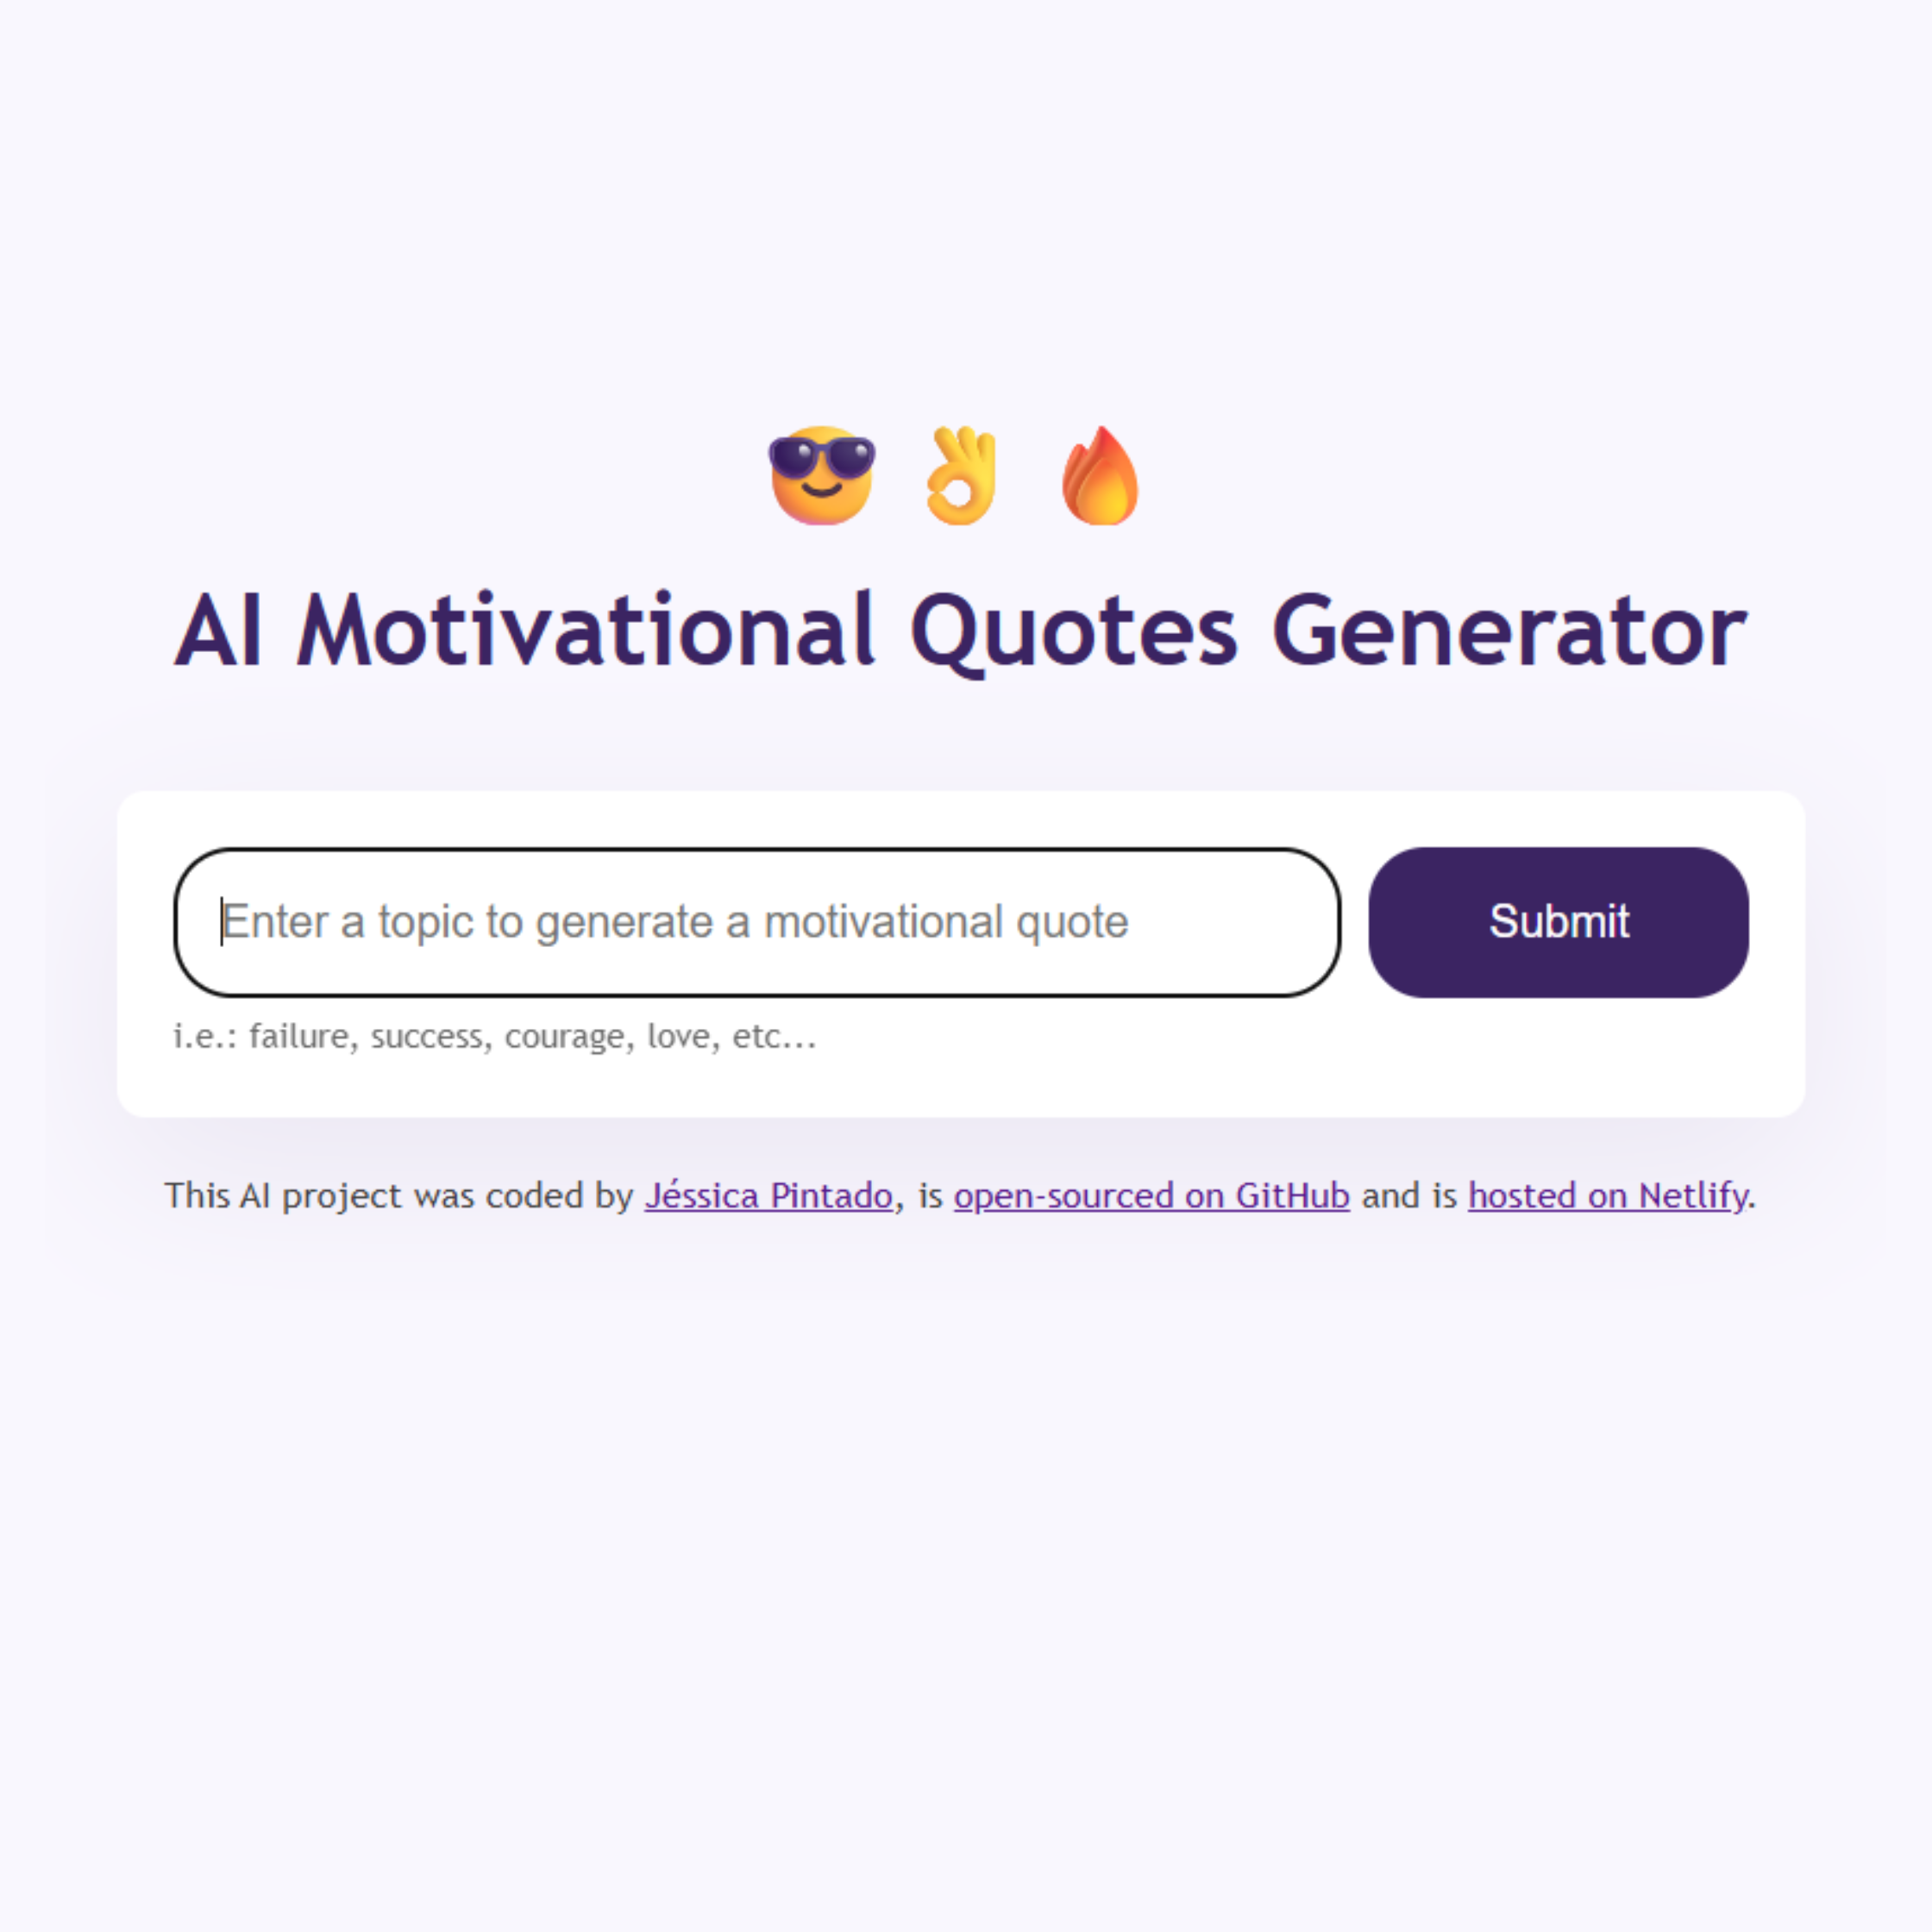 AI Motivational Quotes Generator
Enter a topic to generate a motivational quote
Submit
i.e.: failure, success, courage, love, etc...
This AI project was coded by Jéssica Pintado, is open-sourced on GitHub and is hosted on Netlify.